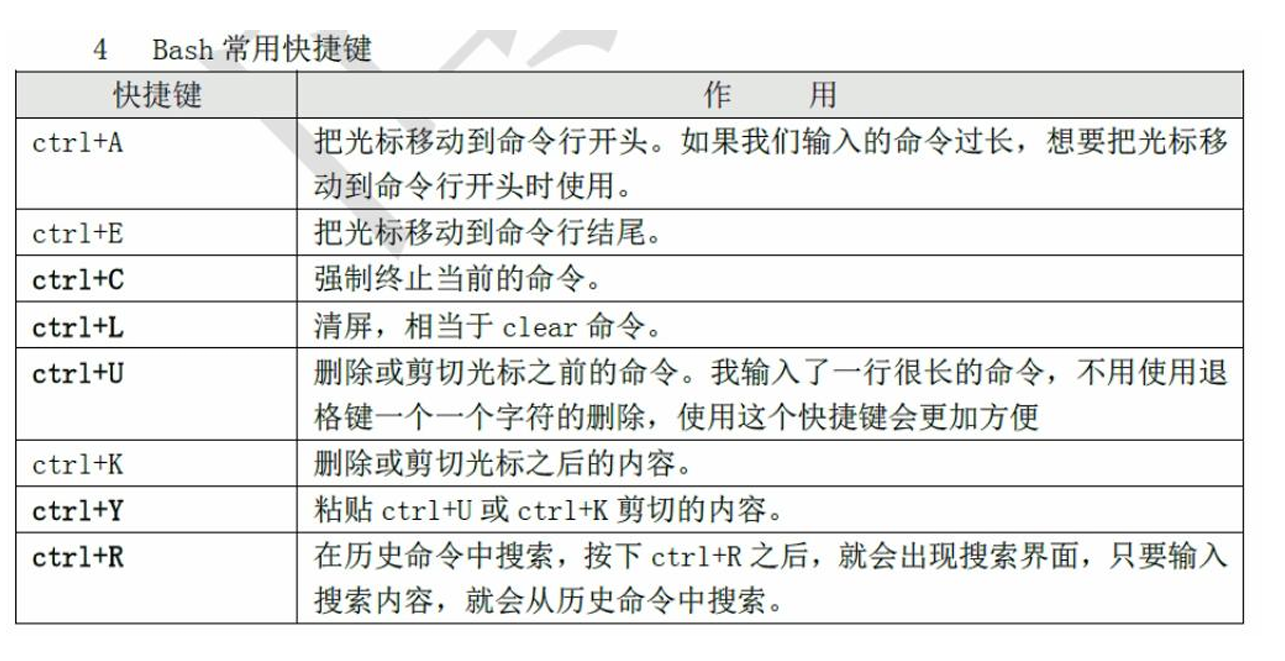 4 Bash 常用快捷键
快捷键 作 用
ctrl+A 把光标移动到命令行开头。如果我们输入的命令过长，想要把光标移
动到命令行开头时使用。
ctrl+E 把光标移动到命令行结尾。
ctrl+C 强制终止当前的命令。
ctrl+L 清屏，相当于 clear 命令。
ctrl+U 删除或剪切光标之前的命令。我输入了一行很长的命令，不用使用退
格键一个一个字符的删除，使用这个快捷键会更加方便
ctrl+K 删除或剪切光标之后的内容。
ctrl+Y 粘贴 ctrl+U 或 ctrl+K 剪切的内容。
ctrl+R 在历史命令中搜索，按下 ctrl+R 之后，就会出现搜索界面，只要输入
搜索内容，就会从历史命令中搜索。